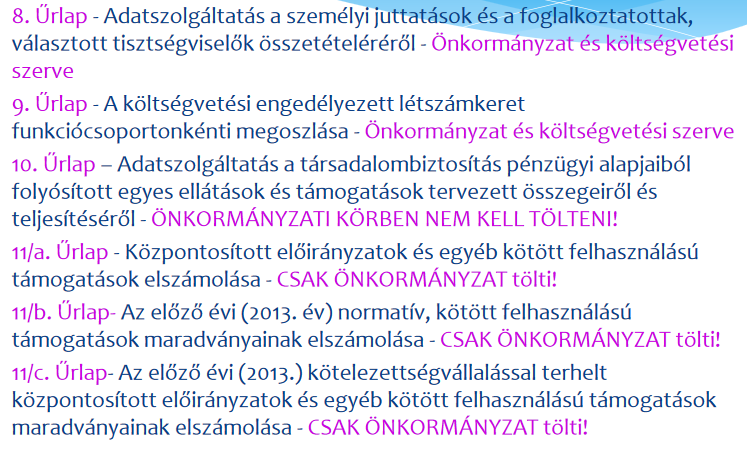 8. Űrlap - Adatszolgáltatás a személyi juttatások és a foglalkoztatottak,
választott tisztségviselők összetételéréről - Önkormányzat és költségvetési
szerve
9. Űrlap - A költségvetési engedélyezett létszámkeret
funkciócsoportonkénti megoszlása - Önkormányzat és költségvetési szerve
10. Űrlap – Adatszolgáltatás a társadalombiztosítás pénzügyi alapjaiból
folyósított egyes ellátások és támogatások tervezett összegeiről és
teljesítéséről - ÖNKORMÁNYZATI KÖRBEN NEM KELL TÖLTENI!
11/a. Űrlap - Központosított előirányzatok és egyéb kötött felhasználású
támogatások elszámolása - CSAK ÖNKORMÁNYZAT tölti!
11/b. Űrlap- Az előző évi (2013. év) normatív, kötött felhasználású
támogatások maradványainak elszámolása - CSAK ÖNKORMÁNYZAT tölti!
11/c. Űrlap- Az előző évi (2013.) kötelezettségvállalással terhelt
központosított előirányzatok és egyéb kötött felhasználású támogatások
maradványainak elszámolása - CSAK ÖNKORMÁNYZAT tölti!